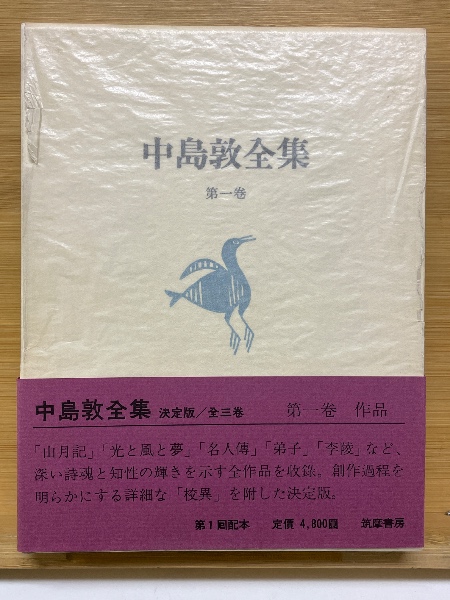 中島敦全集
第一卷
中島敦全集 決定版/全三巻 第一巻 作品
「山月記」「光と風と夢」「名人傳」「弟子」「李陵」など、
深い詩魂と知性の輝きを示す全作品を収録。創作過程を
明らかにする詳細な「校異」を附した決定版。
第1回配本 定價 4,800圓 筑摩書房